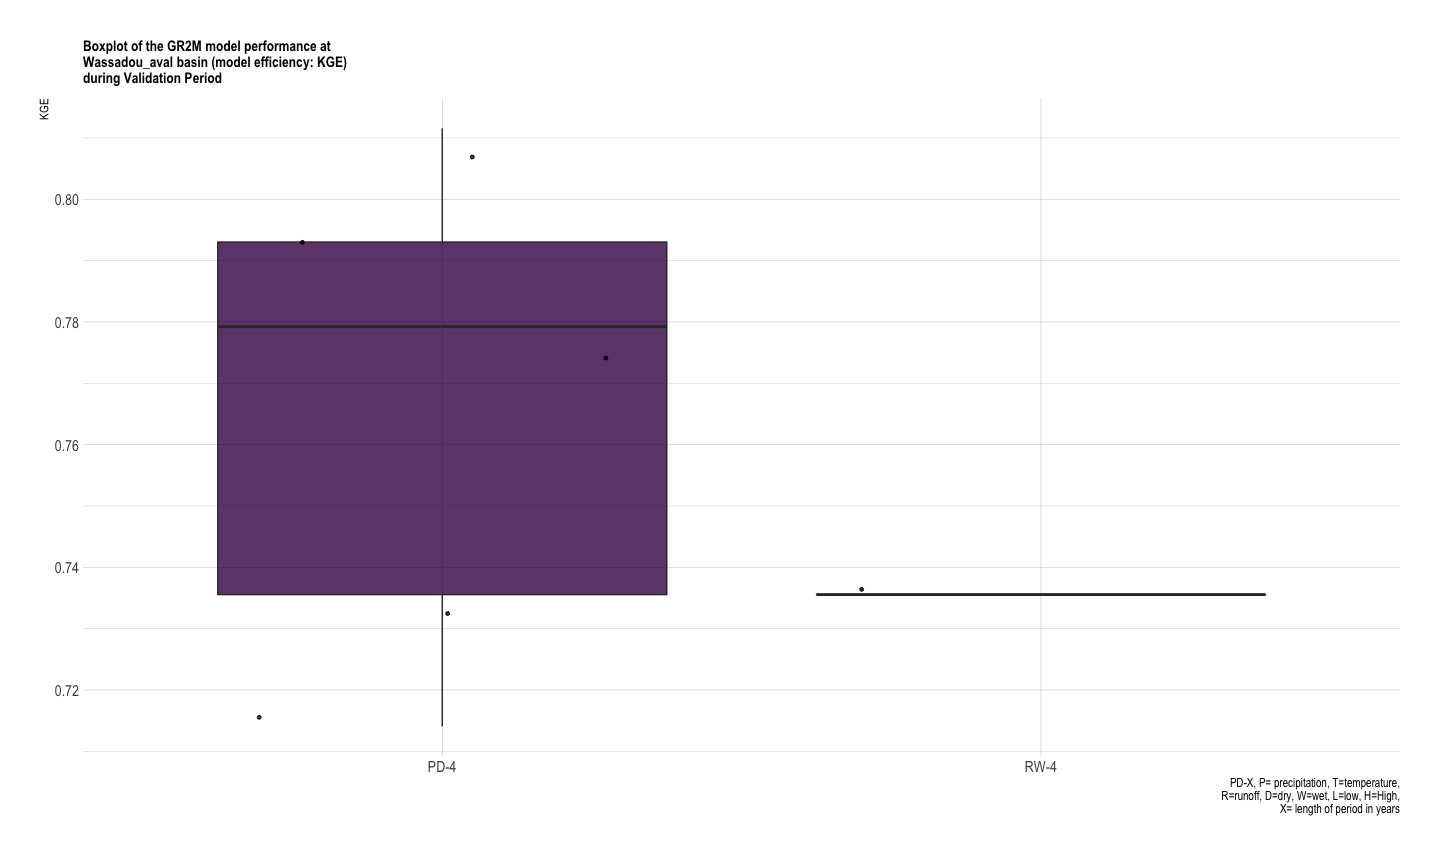 Boxplot of the GR2M model performance at
Wassadou_aval basin (model efficiency: KGE)
during Validation Period
KGE
0.80
0.78
0.76
0.74
0.72
PD-4
RW-4
PD-X, P= precipitation, T=temperature,
R=runoff, D=dry, W=wet, L=low, H=High,
X= length of period in years